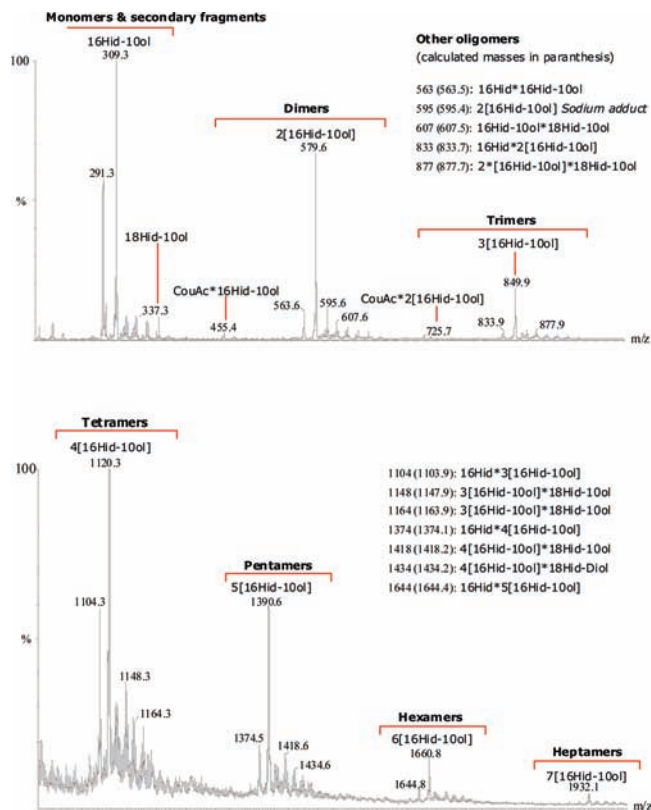 Monomers & secondary fragments
16Hid-10ol
309.3
100
Other oligomers
(calculated masses in paranthesis)
563 (563.5): 16Hid*16Hid-10ol
595 (595.4): 2[16Hid-10ol] Sodium adduct
607 (607.5): 16Hid-10ol*18Hid-10ol
833 (833.7): 16Hid*2[16Hid-10ol]
877 (877.7): 2*[16Hid-10ol]*18Hid-10ol
Dimers
2[16Hid-10ol]
579.6
291.3
%
Trimers
3[16Hid-10ol]
849.9
18Hid-10ol
337.3
CouAc*16Hid-10ol
455.4
563.6
595.6
607.6
CouAc*2[16Hid-10ol]
725.7
833.9
877.9
m/z
Tetramers
4[16Hid-10ol]
1120.3
100
1104 (1103.9): 16Hid*3[16Hid-10ol]
1148 (1147.9): 3[16Hid-10ol]*18Hid-10ol
1164 (1163.9): 3[16Hid-10ol]*18Hid-10ol
1374 (1374.1): 16Hid*4[16Hid-10ol]
1418 (1418.2): 4[16Hid-10ol]*18Hid-10ol
1434 (1434.2): 4[16Hid-10ol]*18Hid-Diol
1644 (1644.4): 16Hid*5[16Hid-10ol]
Pentamers
5[16Hid-10ol]
1390.6
1104.3
%
1148.3
1164.3
1374.5
1418.6
1434.6
Hexamers
6[16Hid-10ol]
1660.8
1644.8
Heptamers
7[16Hid-10ol]
1932.1
m/z